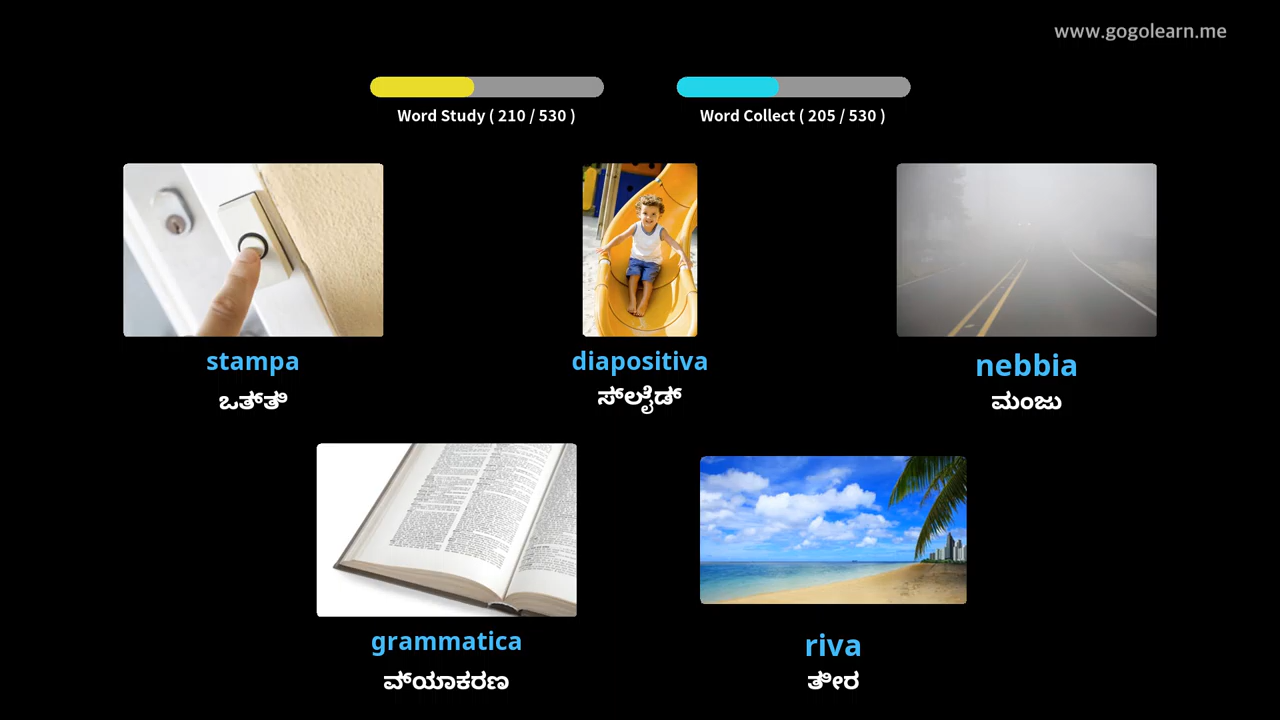 www.gogolearn.me
Word Study ( 210 / 530 )
Word Collect ( 205 / 530 )
stampa
ಒತ್ತಿ
diapositiva
ಸ್ಲೈಡ್
nebbia
ಮಂಜು
grammatica
ವ್ಯಾಕರಣ
riva
ತೀರ